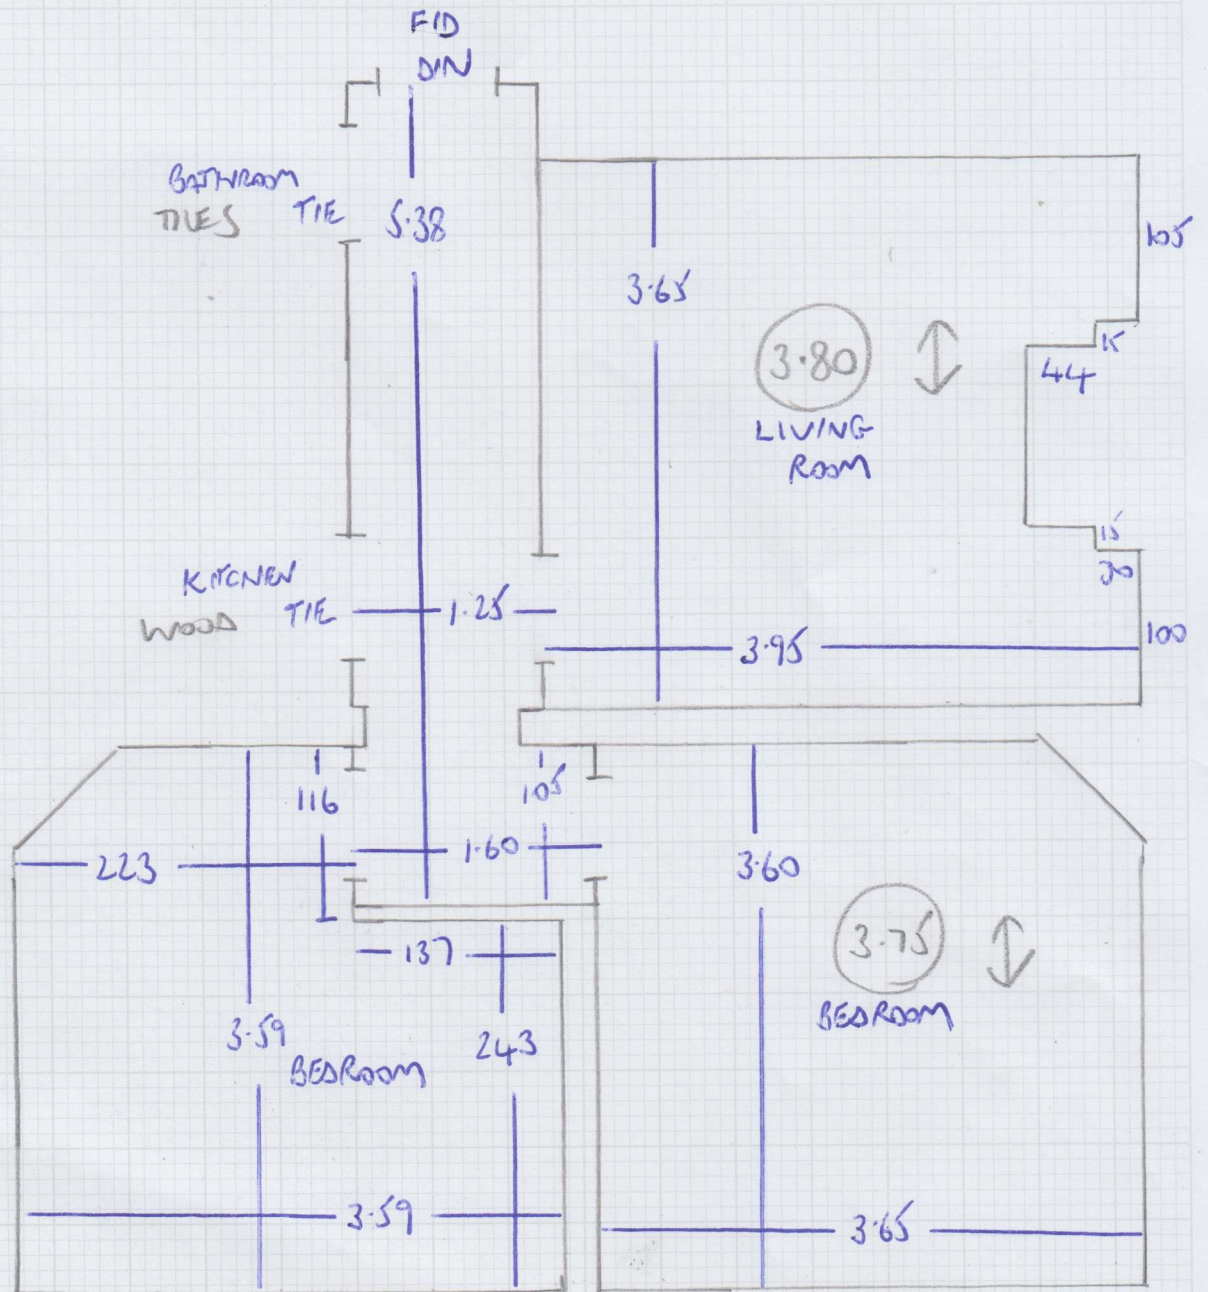 FID
DIN
BATHROOM
TILES TIE
5.38
105
3.65
3.80
15
44
LIVING
ROOM
15
30
KITCHEN
WOOD TIE
1.25
3.95
100
116
105
223
1.60
3.60
137
3.75
3.59
BEDROOM
243
BEDROOM
3.59
3.65